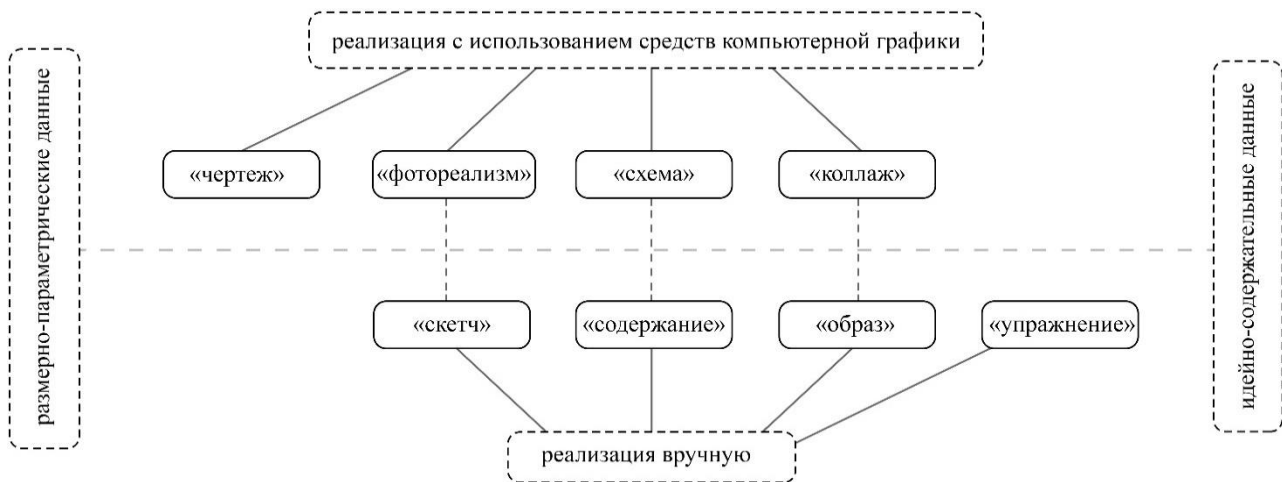 реализация с использованием средств компьютерной графики
размерно-параметрические данные
идейно-содержательные данные
«чертеж»
«фотореализм»
«схема»
«коллаж»
«скетч»
«содержание»
«образ»
«упражнение»
реализация вручную